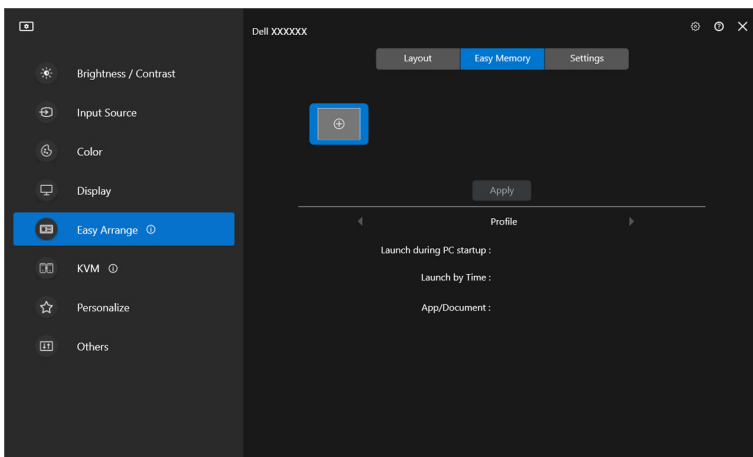 Dell XXXXXX
Brightness / Contrast
Input Source
Color
Display
Easy Arrange
KVM
Personalize
Others
Layout
Easy Memory
Settings
Apply
Profile
Launch during PC startup :
Launch by Time :
App/Document :